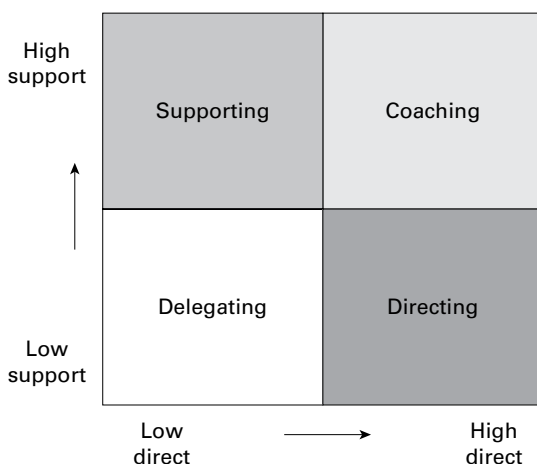 High
support
Supporting
Coaching
Delegating
Directing
Low
support
Low
direct
High
direct